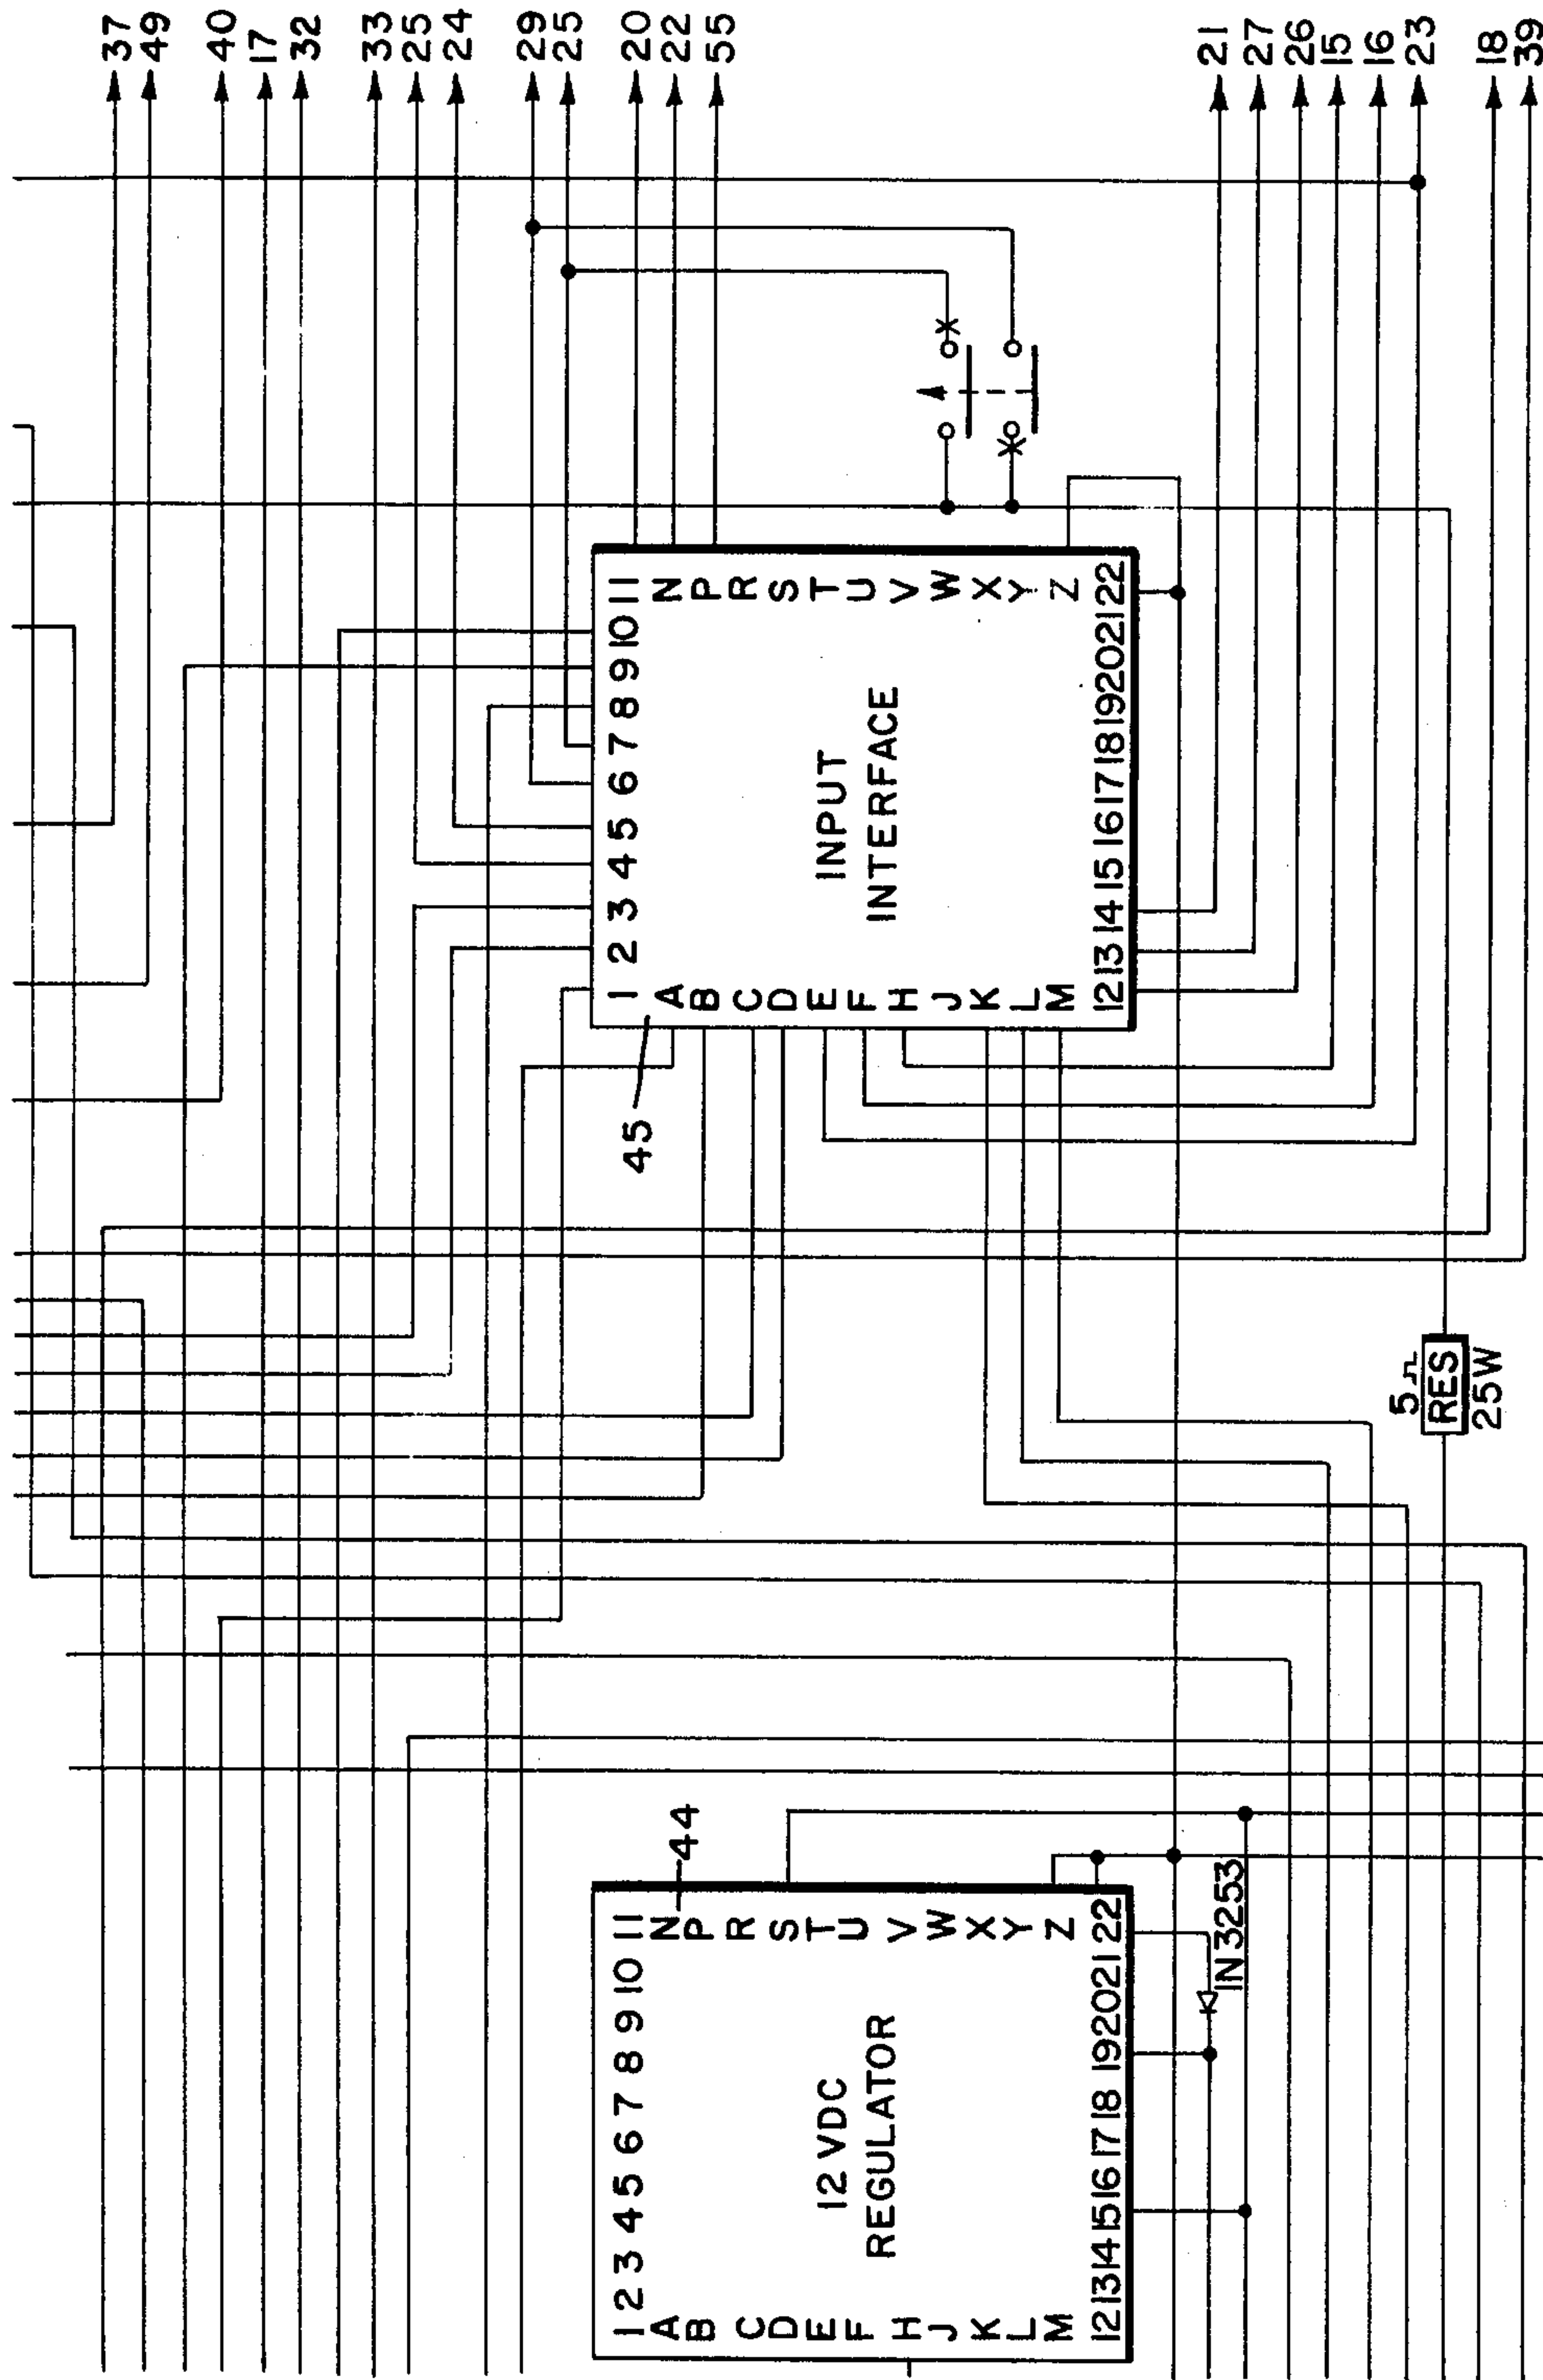 37
49
40
17
32
33
25
24
29
25
20
22
55
21
27
26
15
16
23
18
39
1 2 3 4 5 6 7 8 9 10 11
A B C D E F H J K L M
N P R S T U V W X Y Z
INPUT
INTERFACE
12 13 14 15 16 17 18 19 20 21 22
45
5
RES
25W
1 2 3 4 5 6 7 8 9 10 11
A B C D E F H J K L M
N P R S T U V W X Y Z
12 VDC
REGULATOR
12 13 14 15 16 17 18 19 20 21 22
44
IN3253